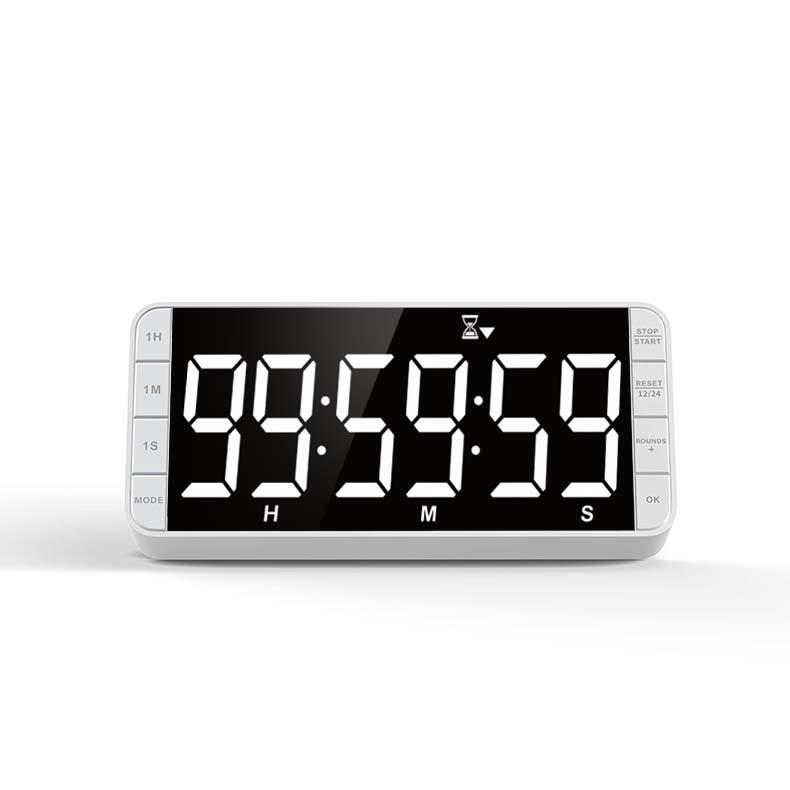 1H
1M
1S
MODE
99:59:59
H M S
STOP
START
RESET
12/24
ROUNDS
+
OK